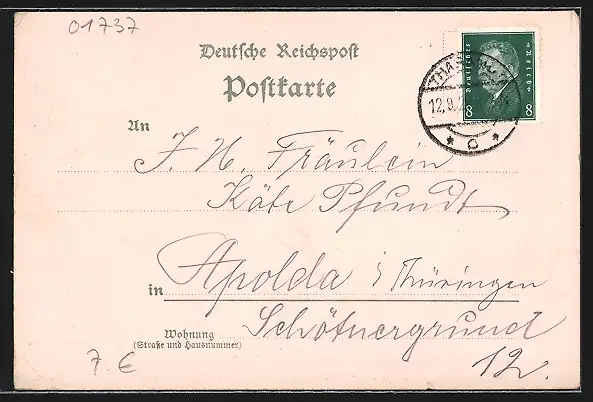 01737
Deutsche Reichspost
Postkarte
Deutsches Reich
8 8
THA
12.9.
c
An
I. H. Fräulein
Käte Pfundt
in Apolda i/Thüringen
Wohnung
(Straße und Hausnummer)
Schötnergrund
12.
7. €